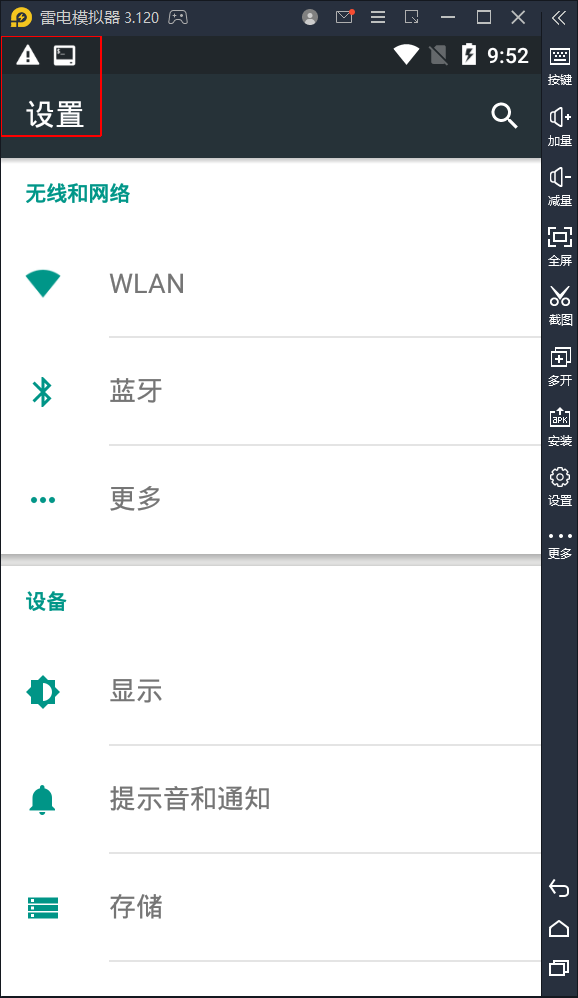 雷电模拟器 3.120
9:52
设置
无线和网络
WLAN
蓝牙
更多
设备
显示
提示音和通知
存储
按键
加量
减量
全屏
截图
多开
APK
安装
设置
更多